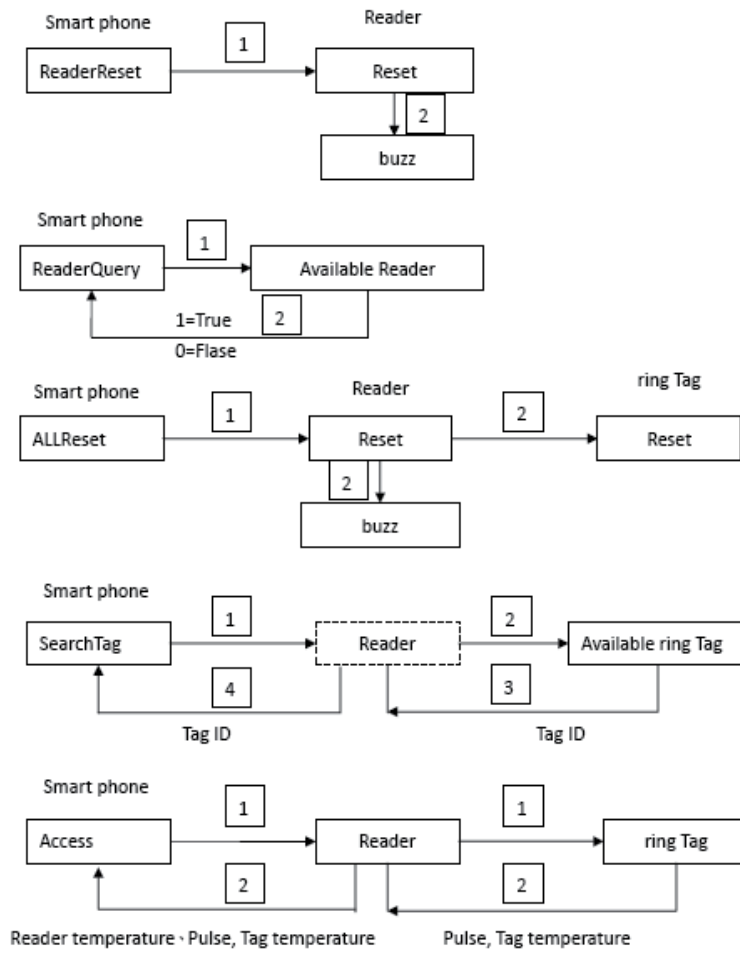 Smart phone
Reader
1
ReaderReset
Reset
2
buzz
Smart phone
1
ReaderQuery
Available Reader
1=True
2
0=Flase
Smart phone
Reader
ring Tag
1
2
ALLReset
Reset
Reset
2
buzz
Smart phone
1
2
SearchTag
Reader
Available ring Tag
4
3
Tag ID
Tag ID
Smart phone
1
1
Access
Reader
ring Tag
2
2
Reader temperature、Pulse, Tag temperature
Pulse, Tag temperature